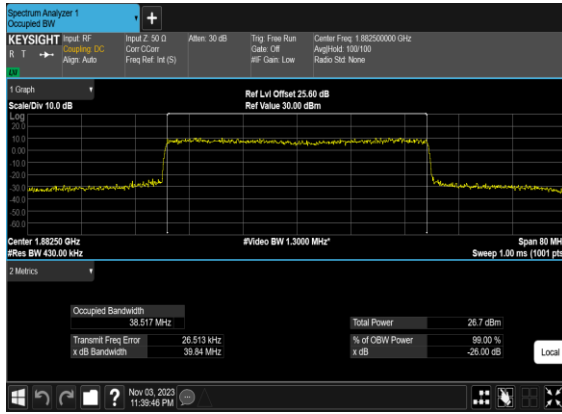 Spectrum Analyzer 1
Occupied BW
+
KEYSIGHT Input: RF Input Z: 50 Ω Atten: 30 dB Trig: Free Run Center Freq: 1.882500000 GHz
R T Coupling: DC Corr CCorr Gate: Off Avg|Hold: 100/100
Align: Auto Freq Ref: Int (S) #IF Gain: Low Radio Std: None
1 Graph
Ref Lvl Offset 25.60 dB
Scale/Div 10.0 dB Ref Value 30.00 dBm
Log
20.0
10.0
0.00
-10.0
-20.0
-30.0
-40.0
-50.0
-60.0
Center 1.88250 GHz #Video BW 1.3000 MHz* Span 80 MH
#Res BW 430.00 kHz Sweep 1.00 ms (1001 pts
2 Metrics
Occupied Bandwidth
38.517 MHz Total Power 26.7 dBm
Transmit Freq Error 26.513 kHz % of OBW Power 99.00 %
x dB Bandwidth 39.84 MHz x dB -26.00 dB
Local
? Nov 03, 2023
11:39:46 PM